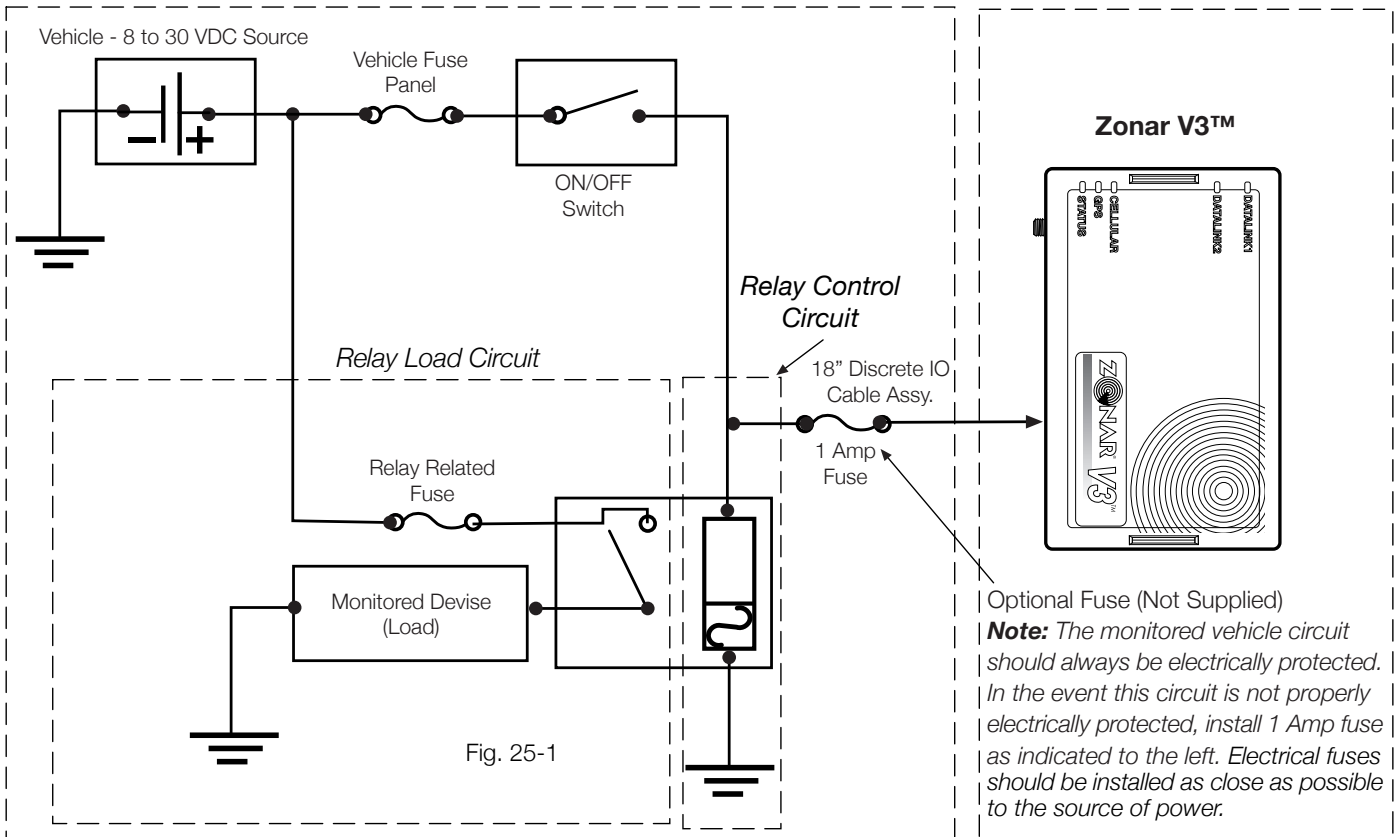 Vehicle - 8 to 30 VDC Source
Vehicle Fuse
Panel
ON/OFF
Switch
Zonar V3™
STATUS
GPS
CELLULAR
DATALINK2
DATALINK1
ZONAR V3™
Relay Control
Circuit
Relay Load Circuit
18” Discrete IO
Cable Assy.
1 Amp
Fuse
Relay Related
Fuse
Monitored Devise
(Load)
Fig. 25-1
Optional Fuse (Not Supplied)
Note: The monitored vehicle circuit
should always be electrically protected.
In the event this circuit is not properly
electrically protected, install 1 Amp fuse
as indicated to the left. Electrical fuses
should be installed as close as possible
to the source of power.